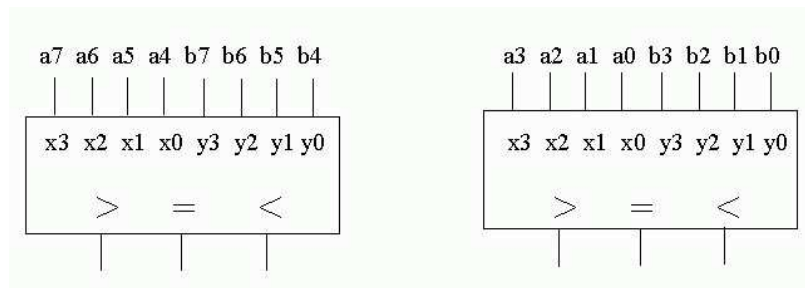 a7 a6 a5 a4 b7 b6 b5 b4
x3 x2 x1 x0 y3 y2 y1 y0
> = <
a3 a2 a1 a0 b3 b2 b1 b0
x3 x2 x1 x0 y3 y2 y1 y0
> = <